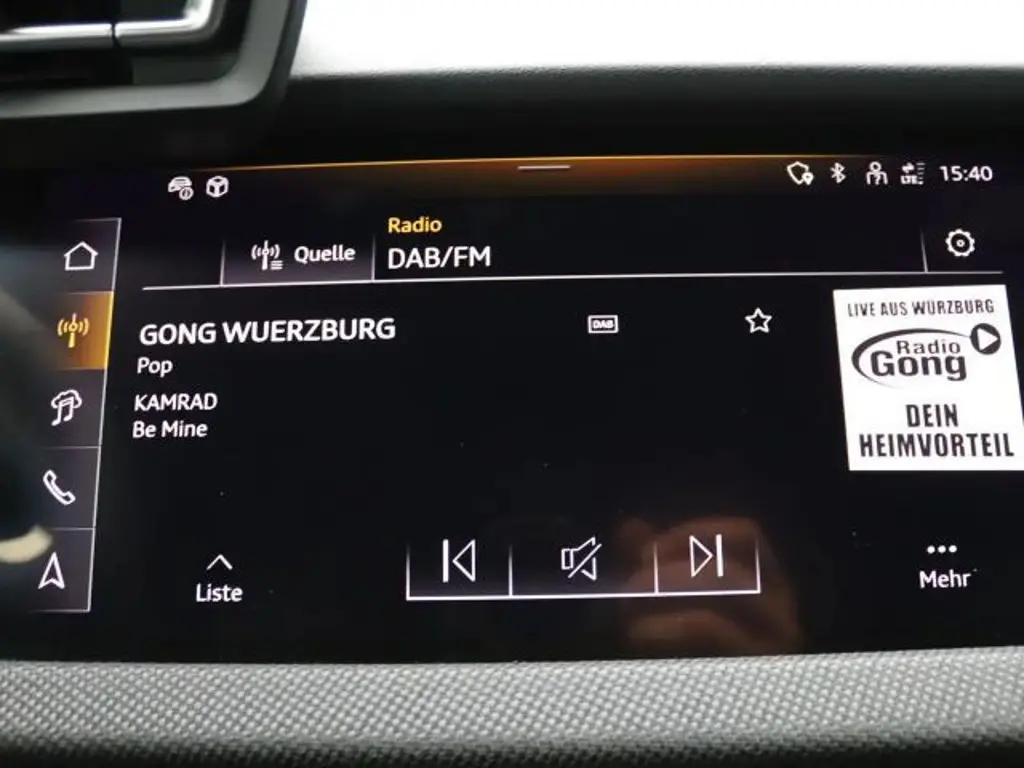 LTE
15:40
Quelle
Radio
DAB/FM
GONG WUERZBURG
DAB
Pop
KAMRAD
Be Mine
LIVE AUS WÜRZBURG
Radio
Gong
DEIN
HEIMVORTEIL
Liste
Mehr